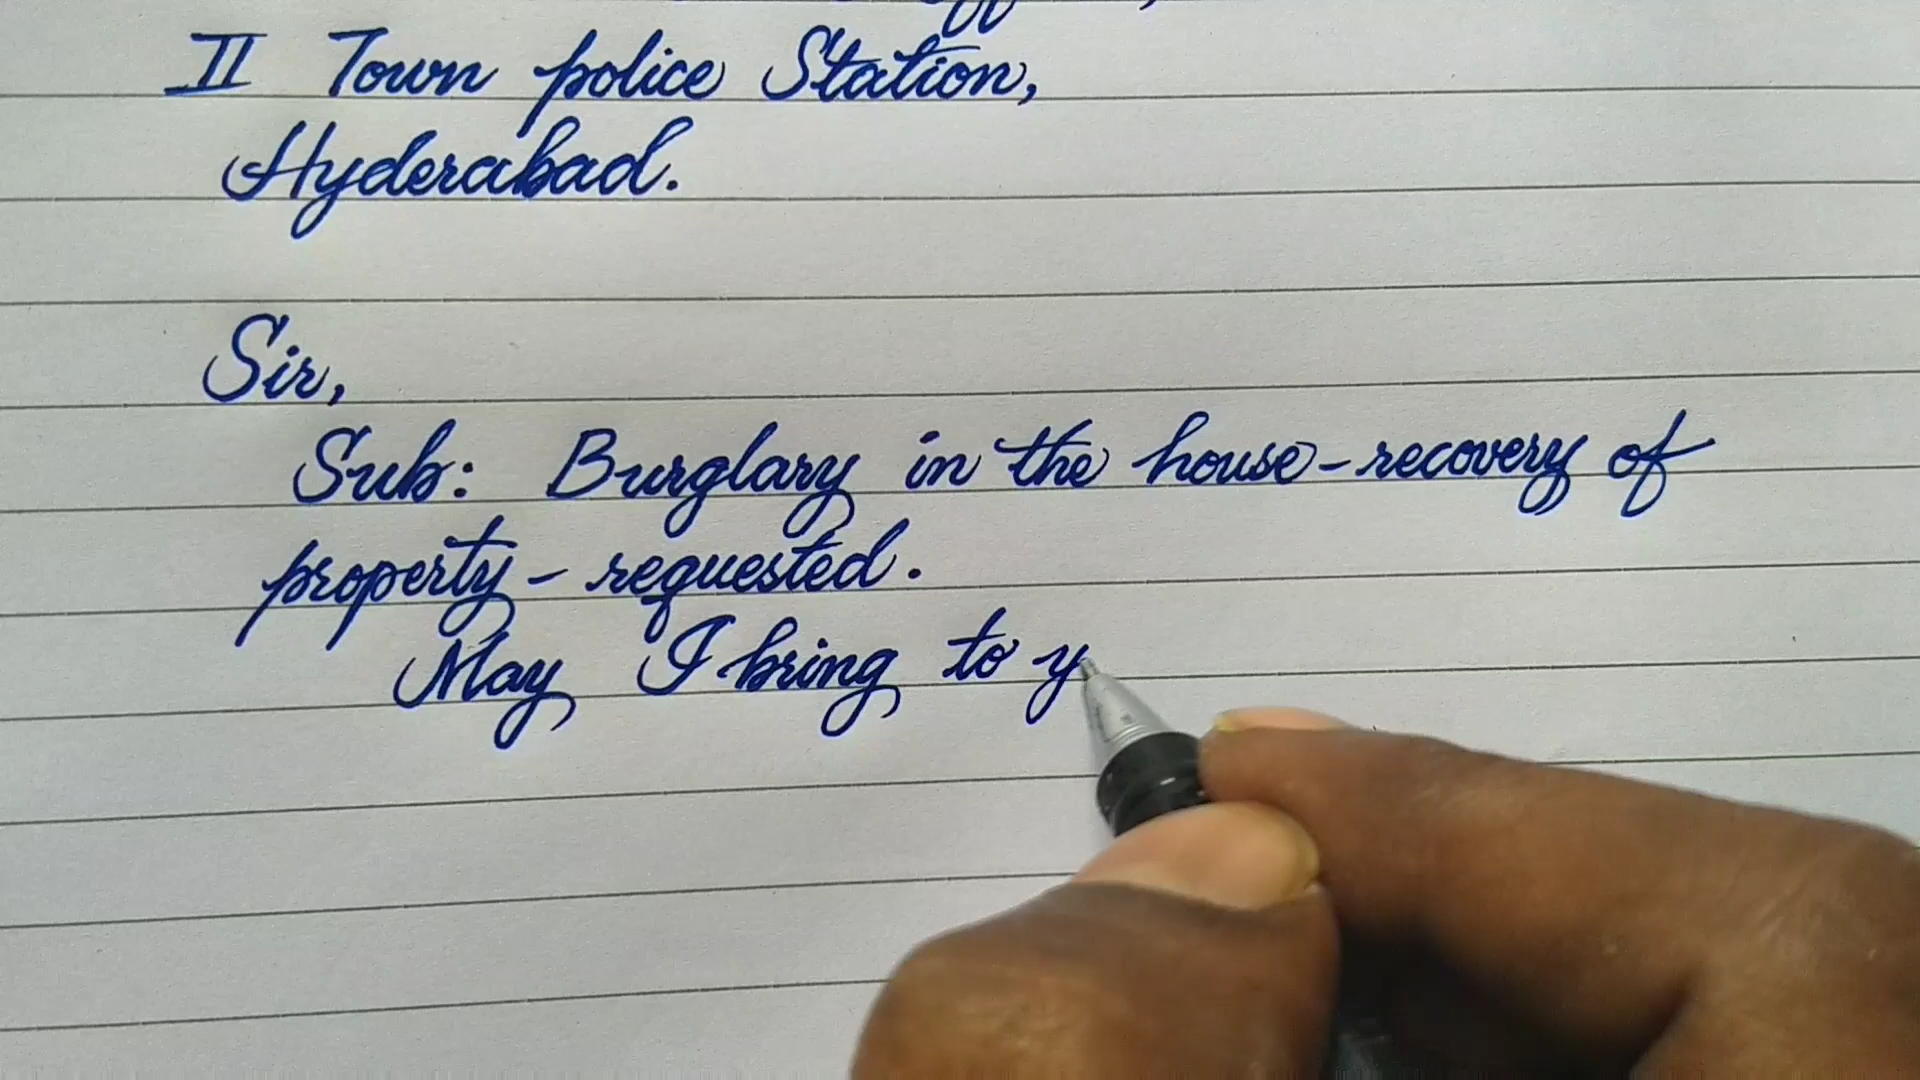 II Town police Station,
Hyderabad.
Sir,
Sub: Burglary in the house-recovery of
property-requested.
May I bring to y